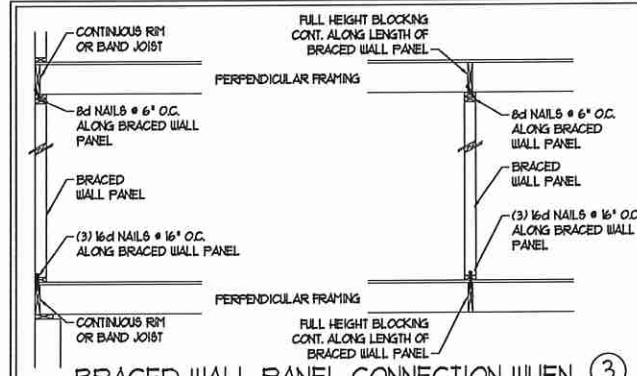 CONTINUOUS RIM
OR BAND JOIST
FULL HEIGHT BLOCKING
CONT. ALONG LENGTH OF
BRACED WALL PANEL
PERPENDICULAR FRAMING
8d NAILS @ 6" O.C.
ALONG BRACED WALL
PANEL
8d NAILS @ 6" O.C.
ALONG BRACED
WALL PANEL
BRACED
WALL PANEL
BRACED
WALL PANEL
(3) 16d NAILS @ 16" O.C.
ALONG BRACED WALL PANEL
(3) 16d NAILS @ 16" O.C.
ALONG BRACED WALL
PANEL
PERPENDICULAR FRAMING
CONTINUOUS RIM
OR BAND JOIST
FULL HEIGHT BLOCKING
CONT. ALONG LENGTH OF
BRACED WALL PANEL
BRACED WALL PANEL CONNECTION WHEN 3